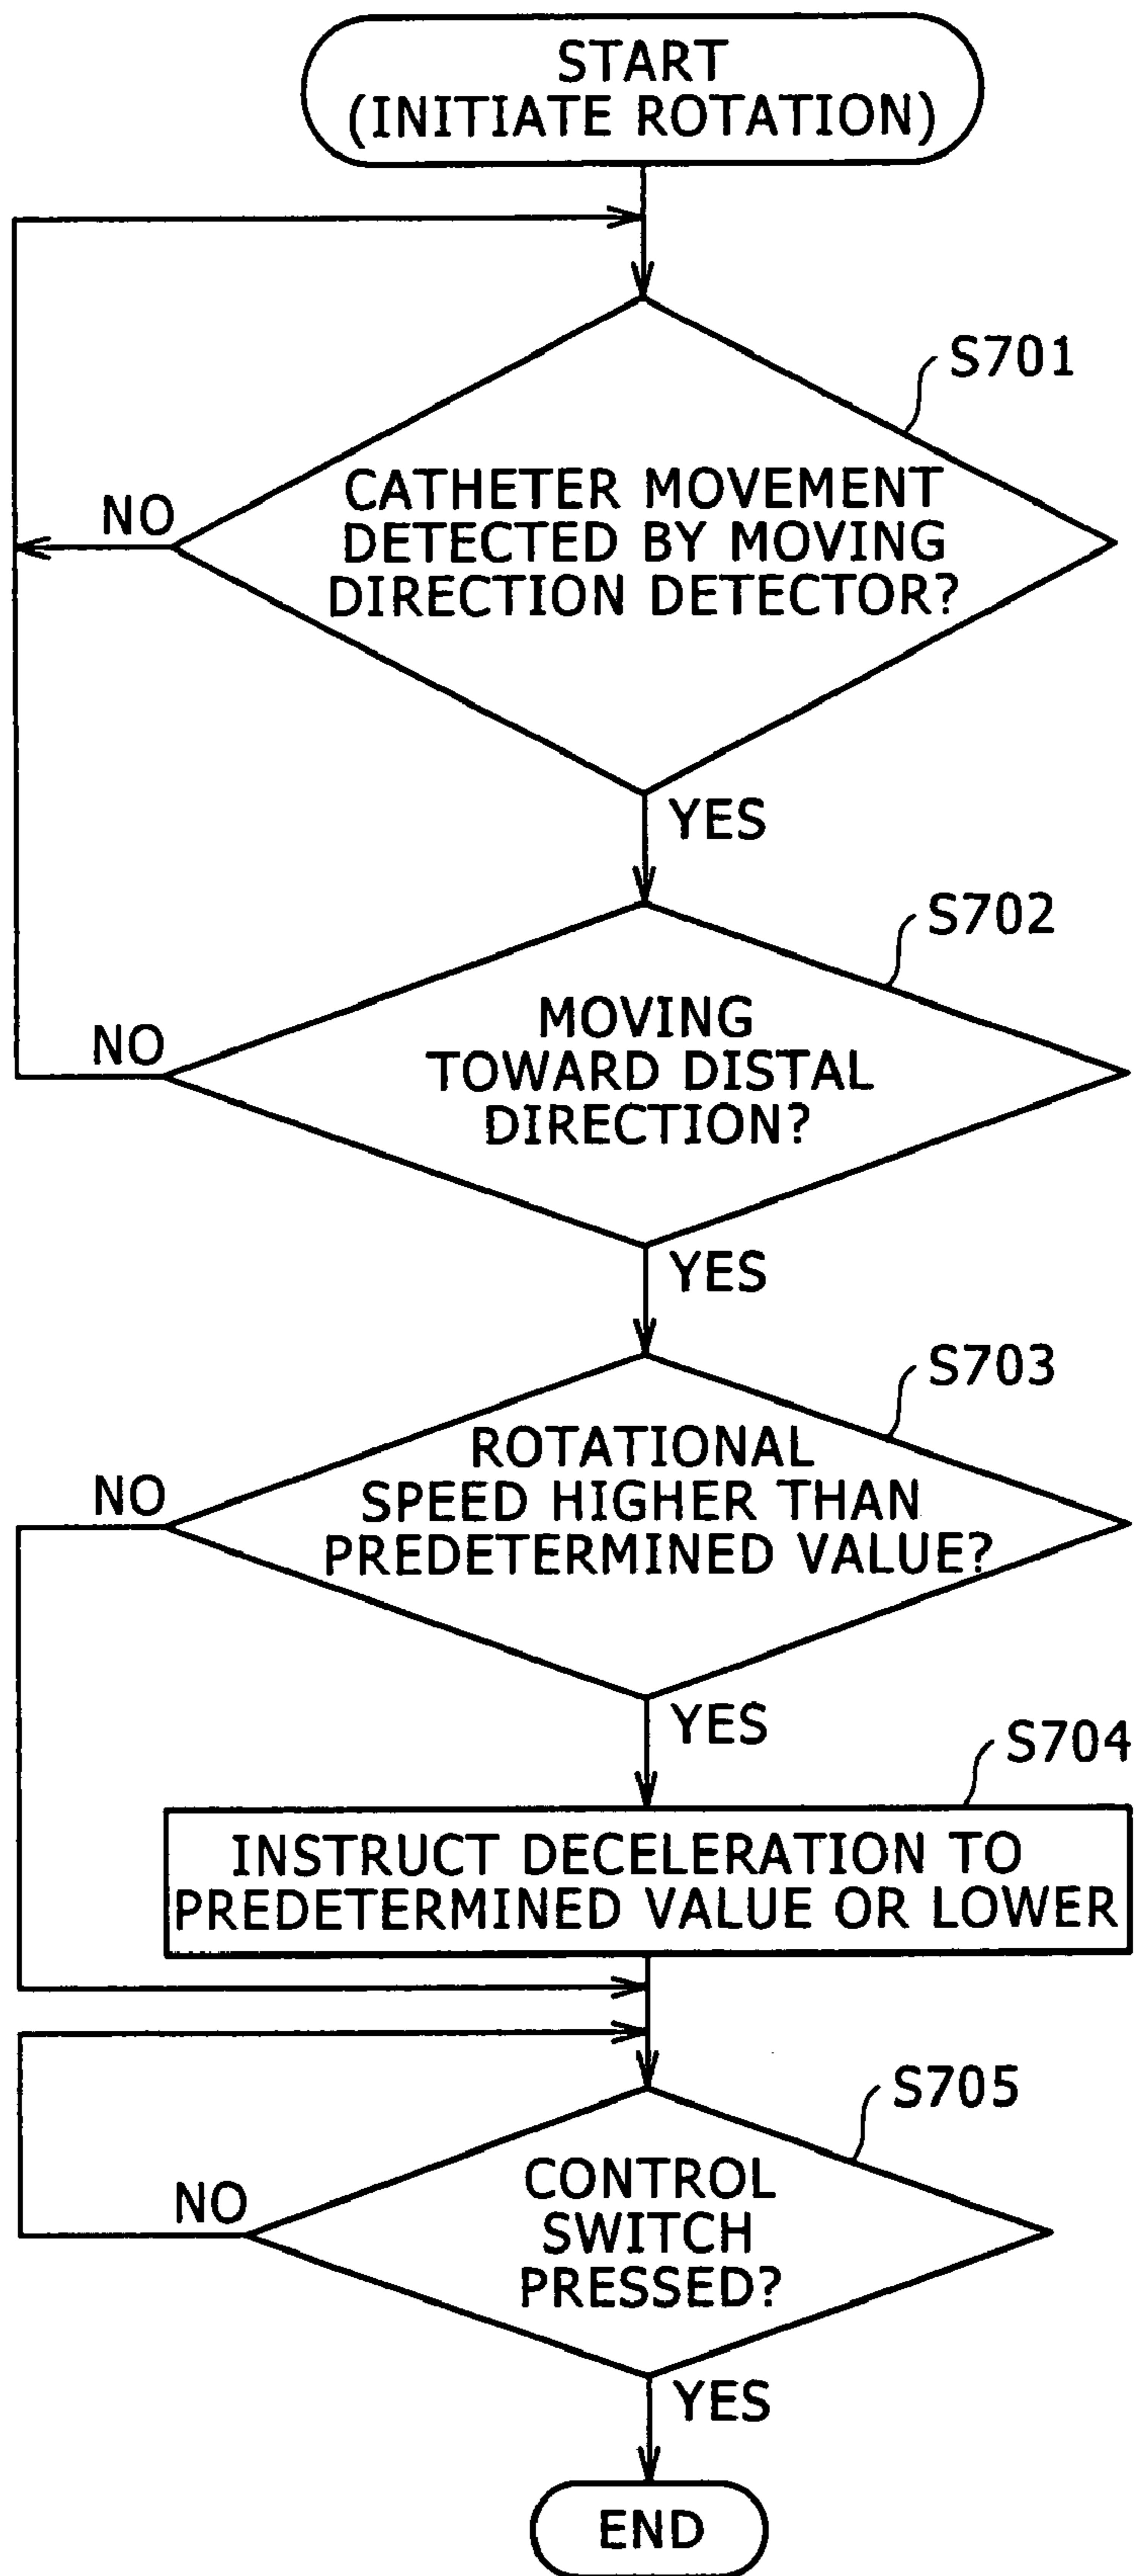 START
(INITIATE ROTATION)
S701
CATHETER MOVEMENT
DETECTED BY MOVING
DIRECTION DETECTOR?
NO
YES
S702
MOVING
TOWARD DISTAL
DIRECTION?
NO
YES
S703
ROTATIONAL
SPEED HIGHER THAN
PREDETERMINED VALUE?
NO
YES
S704
INSTRUCT DECELERATION TO
PREDETERMINED VALUE OR LOWER
S705
CONTROL
SWITCH
PRESSED?
NO
YES
END